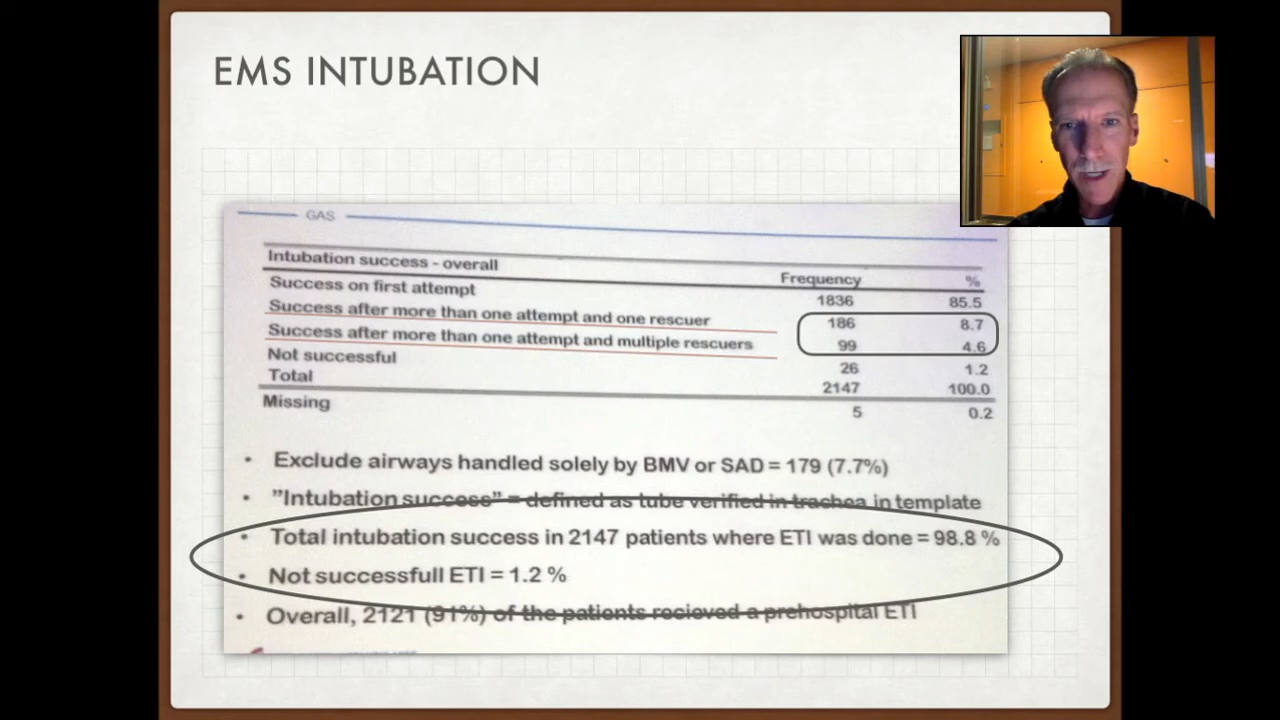 EMS INTUBATION
GAS
Intubation success - overall
Frequency %
Success on first attempt 1836 85.5
Success after more than one attempt and one rescuer 186 8.7
Success after more than one attempt and multiple rescuers 99 4.6
Not successful 26 1.2
Total 2147 100.0
Missing 5 0.2
• Exclude airways handled solely by BMV or SAD = 179 (7.7%)
• ”Intubation success” = defined as tube verified in trachea in template
• Total intubation success in 2147 patients where ETI was done = 98.8 %
• Not successfull ETI = 1.2 %
• Overall, 2121 (91%) of the patients recieved a prehospital ETI